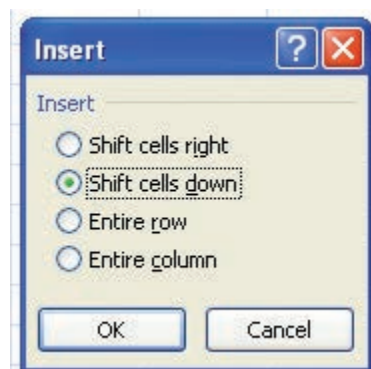 Insert
Insert
Shift cells right
Shift cells down
Entire row
Entire column
OK Cancel